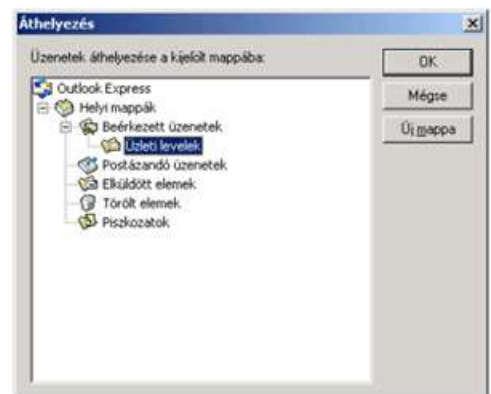 Áthelyezés
Üzenetek áthelyezése a kijelölt mappába:
OK
Mégse
Új mappa
Outlook Express
Helyi mappák
Beérkezett üzenetek
Üzleti levelek
Postázandó üzenetek
Elküldött elemek
Törölt elemek
Piszkozatok